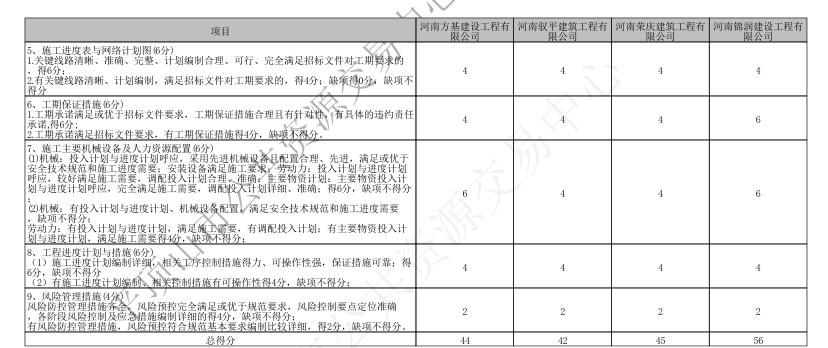 项目 河南方基建设工程有限公司 河南驭平建筑工程有限公司 河南荣庆建筑工程有限公司 河南锦润建设工程有限公司
5、施工进度表与网络计划图(6分)
1.关键线路清晰、准确、完整、计划编制合理、可行、完全满足招标文件对工期要求的
，得6分；
2.有关键线路清晰、计划编制，满足招标文件对工期要求的，得4分；缺项得0分，缺项不
得分
4 4 4 4
6、工期保证措施(6分)
1.工期承诺满足或优于招标文件要求，工期保证措施合理且有针对性，有具体的违约责任
承诺,得6分;
2.工期承诺满足招标文件要求，有工期保证措施得4分，缺项不得分。
4 4 4 6
7、施工主要机械设备及人力资源配置(6分)
(1)机械：投入计划与进度计划呼应，采用先进机械设备且配置合理、先进，满足或优于
安全技术规范和施工进度需要；安装设备满足施工要求；劳动力：投入计划与进度计划
呼应，较好满足施工需要，调配投入计划合理、准确；主要物资计划：主要物资投入计
划与进度计划呼应，完全满足施工需要，调配投入计划详细、准确；得6分，缺项不得分
；
(2)机械：有投入计划与进度计划、机械设备配置，满足安全技术规范和施工进度需要
，缺项不得分；
劳动力：有投入计划与进度计划，满足施工需要，有调配投入计划；有主要物资投入计
划与进度计划，满足施工需要得4分，缺项不得分；
6 4 4 6
8、工程进度计划与措施(6分)
（1）施工进度计划编制详细，相关工序控制措施得力、可操作性强，保证措施可靠；得
6分，缺项不得分
（2）有施工进度计划编制、相关控制措施有可操作性得4分，缺项不得分；
4 4 4 4
9、风险管理措施(4分)
风险防控管理措施齐全，风险预控完全满足或优于规范要求，风险控制要点定位准确
，各阶段风险控制及应急措施编制详细的得4分，缺项不得分；
有风险防控管理措施，风险预控符合规范基本要求编制比较详细，得2分，缺项不得分。
2 2 2 2
总得分 44 42 45 56
平顶山市公共资源交易中心